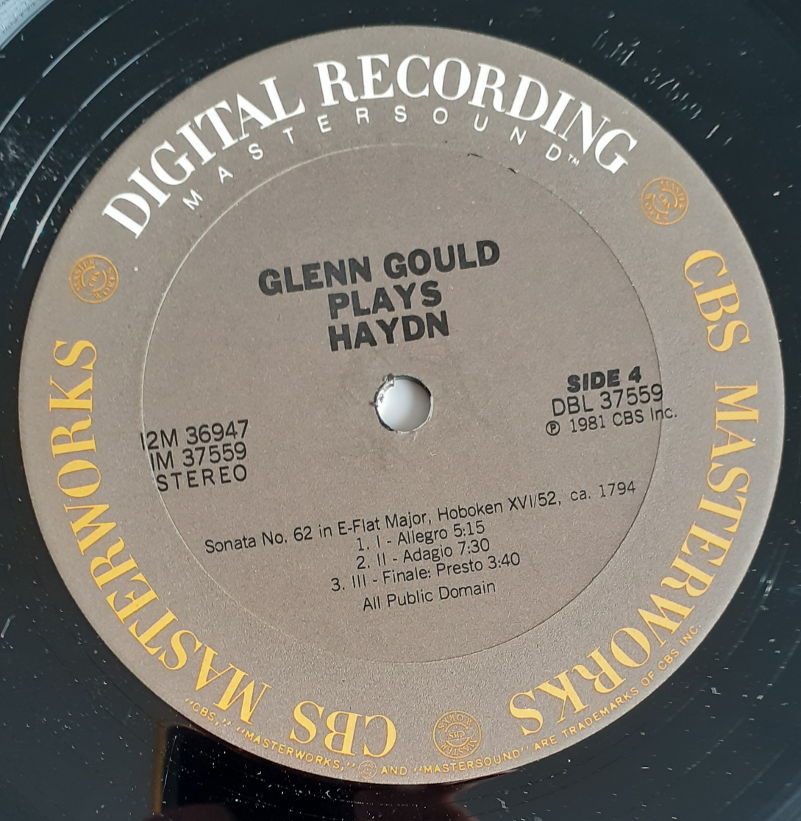 DIGITAL RECORDING
MASTERSOUND™
GLENN GOULD
PLAYS
HAYDN
SIDE 4
DBL 37559
℗ 1981 CBS Inc.
I2M 36947
IM 37559
STEREO
Sonata No. 62 in E-Flat Major, Hoboken XVI/52, ca. 1794
1. I - Allegro 5:15
2. II - Adagio 7:30
3. III - Finale: Presto 3:40
All Public Domain
CBS MASTERWORKS
CBS MASTERWORKS
"CBS," "MASTERWORKS," AND "MASTERSOUND" ARE TRADEMARKS OF CBS INC.